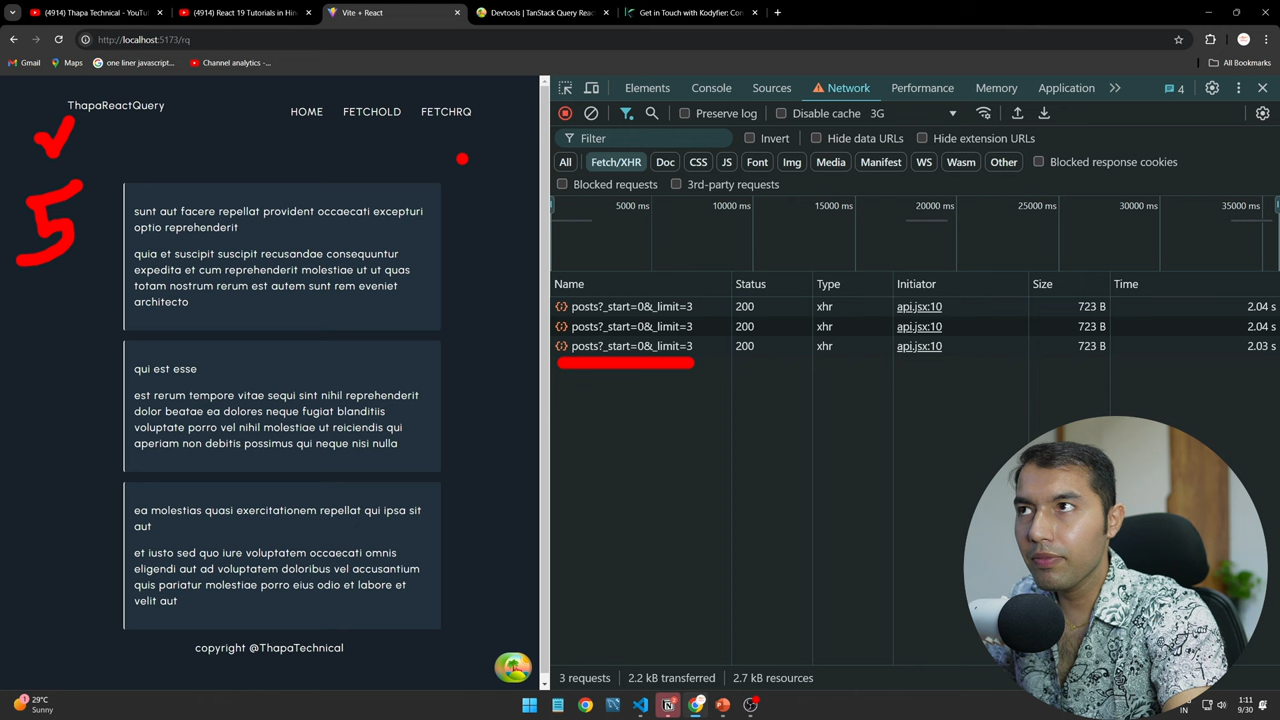 (4914) Thapa Technical - YouTu
(4914) React 19 Tutorials in Hin
Vite + React
Devtools | TanStack Query Reac
Get in Touch with Kodyfier: Con
http://localhost:5173/rq
Gmail
Maps
one liner javascript...
Channel analytics -...
All Bookmarks
ThapaReactQuery
HOME
FETCHOLD
FETCHRQ
5
sunt aut facere repellat provident occaecati excepturi
optio reprehenderit
quia et suscipit suscipit recusandae consequuntur
expedita et cum reprehenderit molestiae ut ut quas
totam nostrum rerum est autem sunt rem eveniet
architecto
qui est esse
est rerum tempore vitae sequi sint nihil reprehenderit
dolor beatae ea dolores neque fugiat blanditiis
voluptate porro vel nihil molestiae ut reiciendis qui
aperiam non debitis possimus qui neque nisi nulla
ea molestias quasi exercitationem repellat qui ipsa sit
aut
et iusto sed quo iure voluptatem occaecati omnis
eligendi aut ad voluptatem doloribus vel accusantium
quis pariatur molestiae porro eius odio et labore et
velit aut
copyright @ThapaTechnical
Elements
Console
Sources
Network
Performance
Memory
Application
4
Preserve log
Disable cache
3G
Filter
Invert
Hide data URLs
Hide extension URLs
All
Fetch/XHR
Doc
CSS
JS
Font
Img
Media
Manifest
WS
Wasm
Other
Blocked response cookies
Blocked requests
3rd-party requests
5000 ms
10000 ms
15000 ms
20000 ms
25000 ms
30000 ms
35000 ms
Name Status Type Initiator Size Time
posts?_start=0&_limit=3 200 xhr api.jsx:10 723 B 2.04 s
posts?_start=0&_limit=3 200 xhr api.jsx:10 723 B 2.04 s
posts?_start=0&_limit=3 200 xhr api.jsx:10 723 B 2.03 s
3 requests
2.2 kB transferred
2.7 kB resources
29°C
Sunny
IN
1:11
9/30